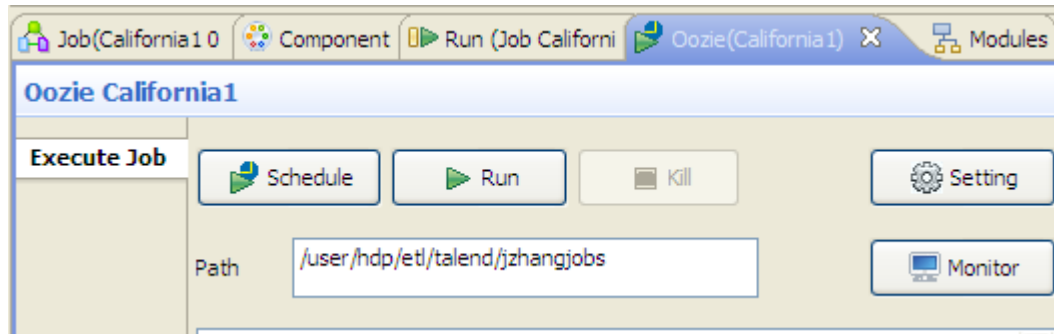 Job(California1 0
Component
Run (Job Californi
Oozie(California1)
Modules
Oozie California1
Execute Job
Schedule
Run
Kill
Setting
Path
/user/hdp/etl/talend/jzhangjobs
Monitor